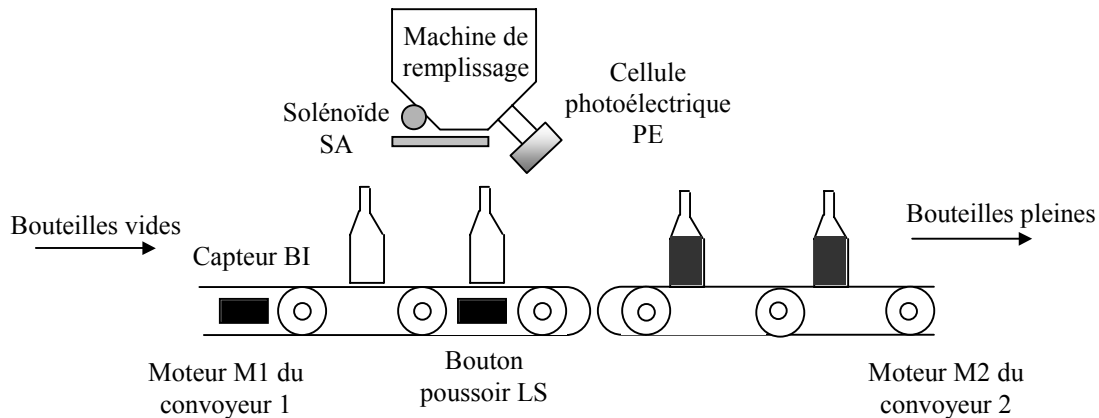 Machine de
remplissage
Cellule
photoélectrique
PE
Solénoïde
SA
Bouteilles vides
Bouteilles pleines
Capteur BI
Moteur M1 du
convoyeur 1
Bouton
poussoir LS
Moteur M2 du
convoyeur 2